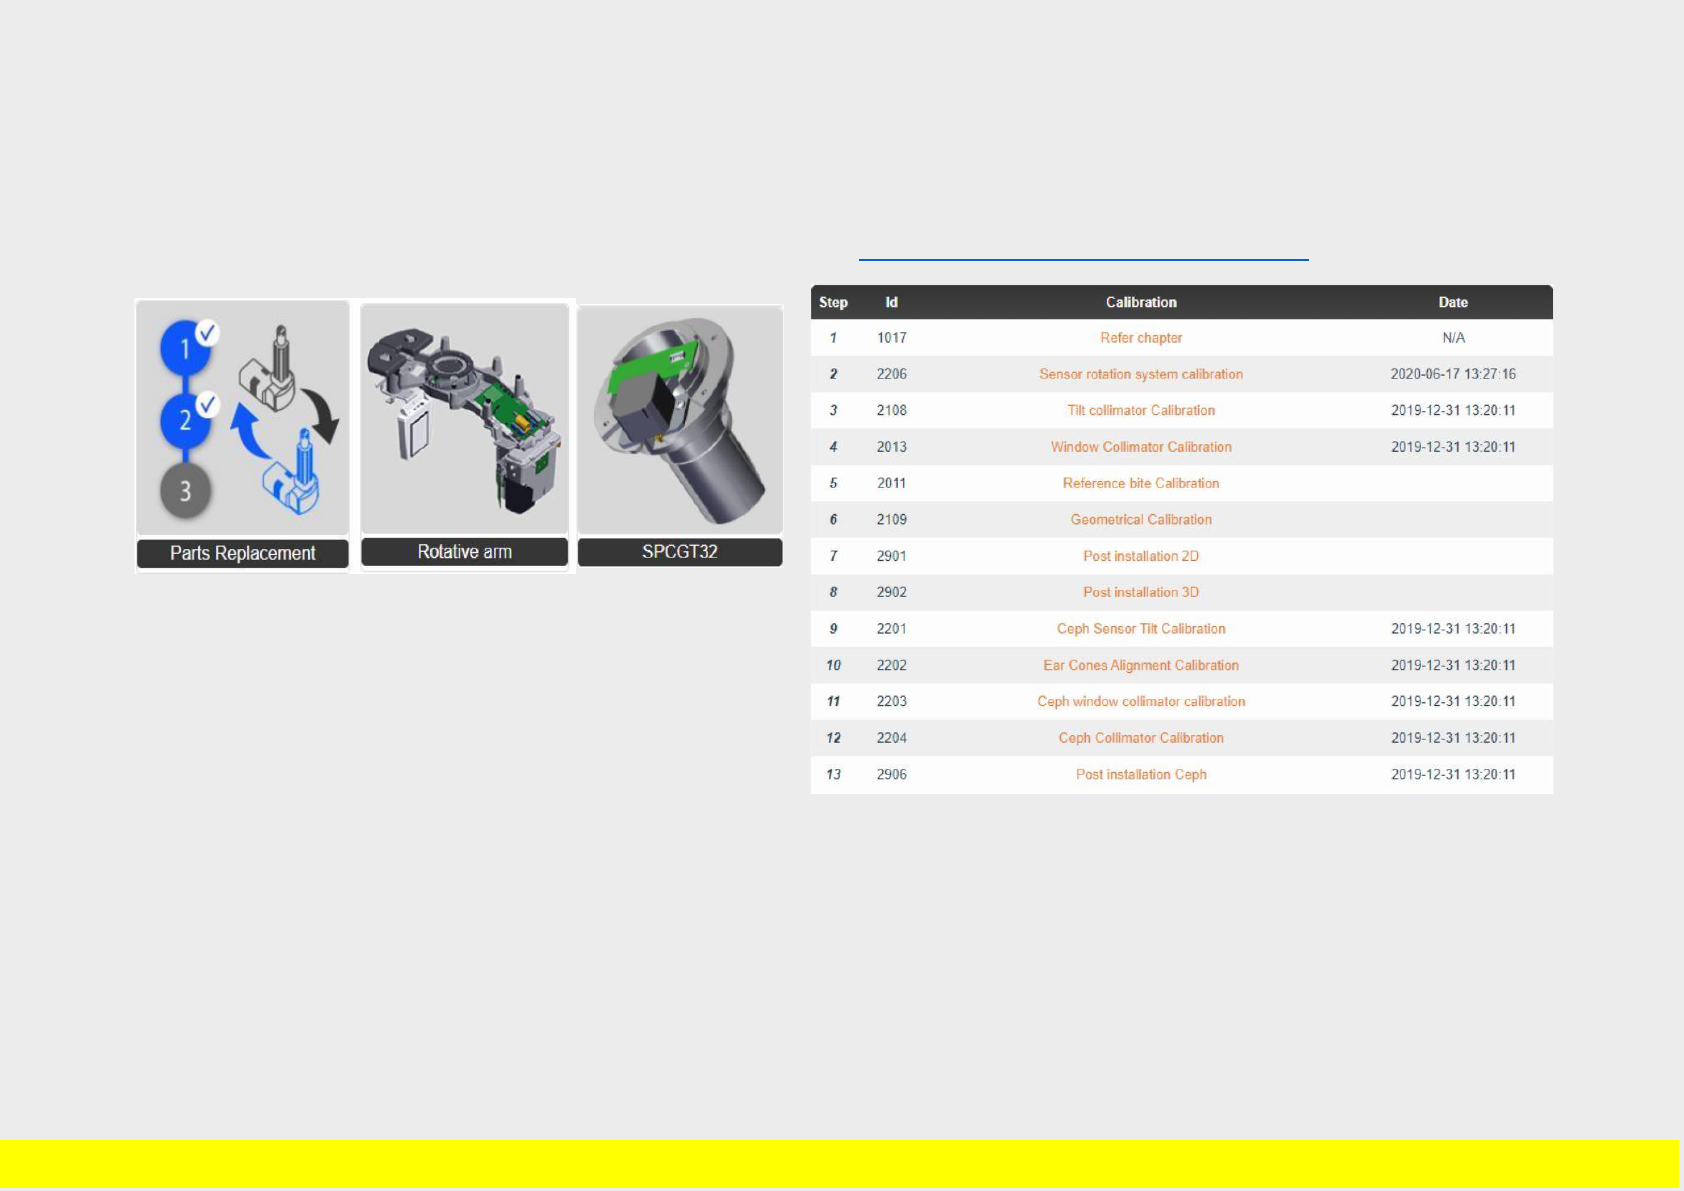 1
2
3
Parts Replacement
Rotative arm
SPCGT32
Step Id Calibration Date
1 1017 Refer chapter N/A
2 2206 Sensor rotation system calibration 2020-06-17 13:27:16
3 2108 Tilt collimator Calibration 2019-12-31 13:20:11
4 2013 Window Collimator Calibration 2019-12-31 13:20:11
5 2011 Reference bite Calibration
6 2109 Geometrical Calibration
7 2901 Post installation 2D
8 2902 Post installation 3D
9 2201 Ceph Sensor Tilt Calibration 2019-12-31 13:20:11
10 2202 Ear Cones Alignment Calibration 2019-12-31 13:20:11
11 2203 Ceph window collimator calibration 2019-12-31 13:20:11
12 2204 Ceph Collimator Calibration 2019-12-31 13:20:11
13 2906 Post installation Ceph 2019-12-31 13:20:11